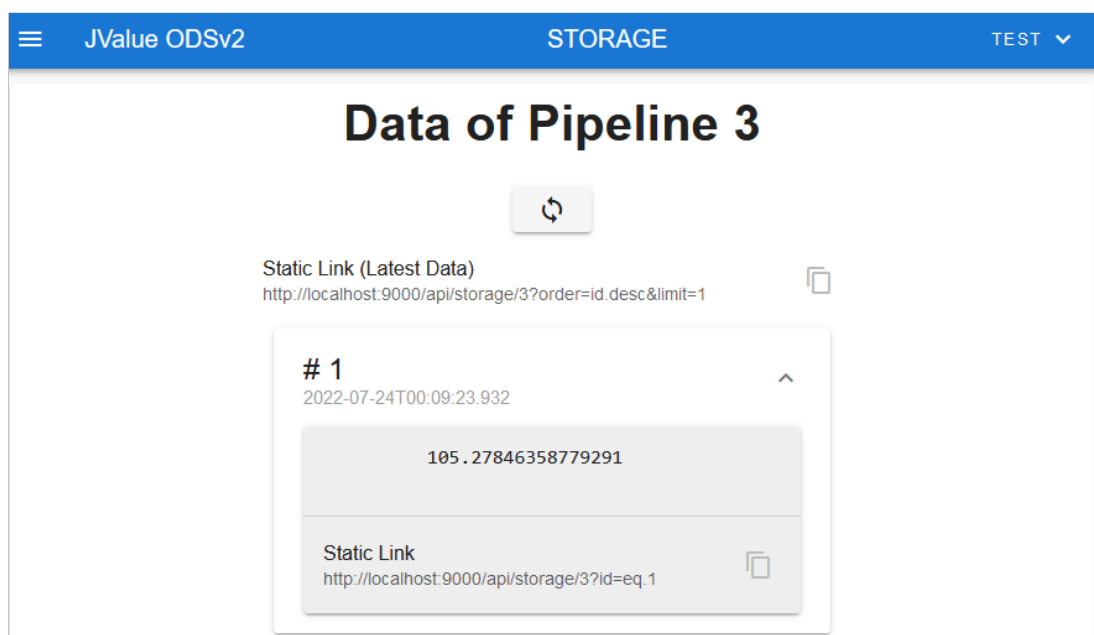 JValue ODSv2 STORAGE TEST
Data of Pipeline 3
Static Link (Latest Data)
http://localhost:9000/api/storage/3?order=id.desc&limit=1
# 1
2022-07-24T00:09:23.932
105.27846358779291
Static Link
http://localhost:9000/api/storage/3?id=eq.1